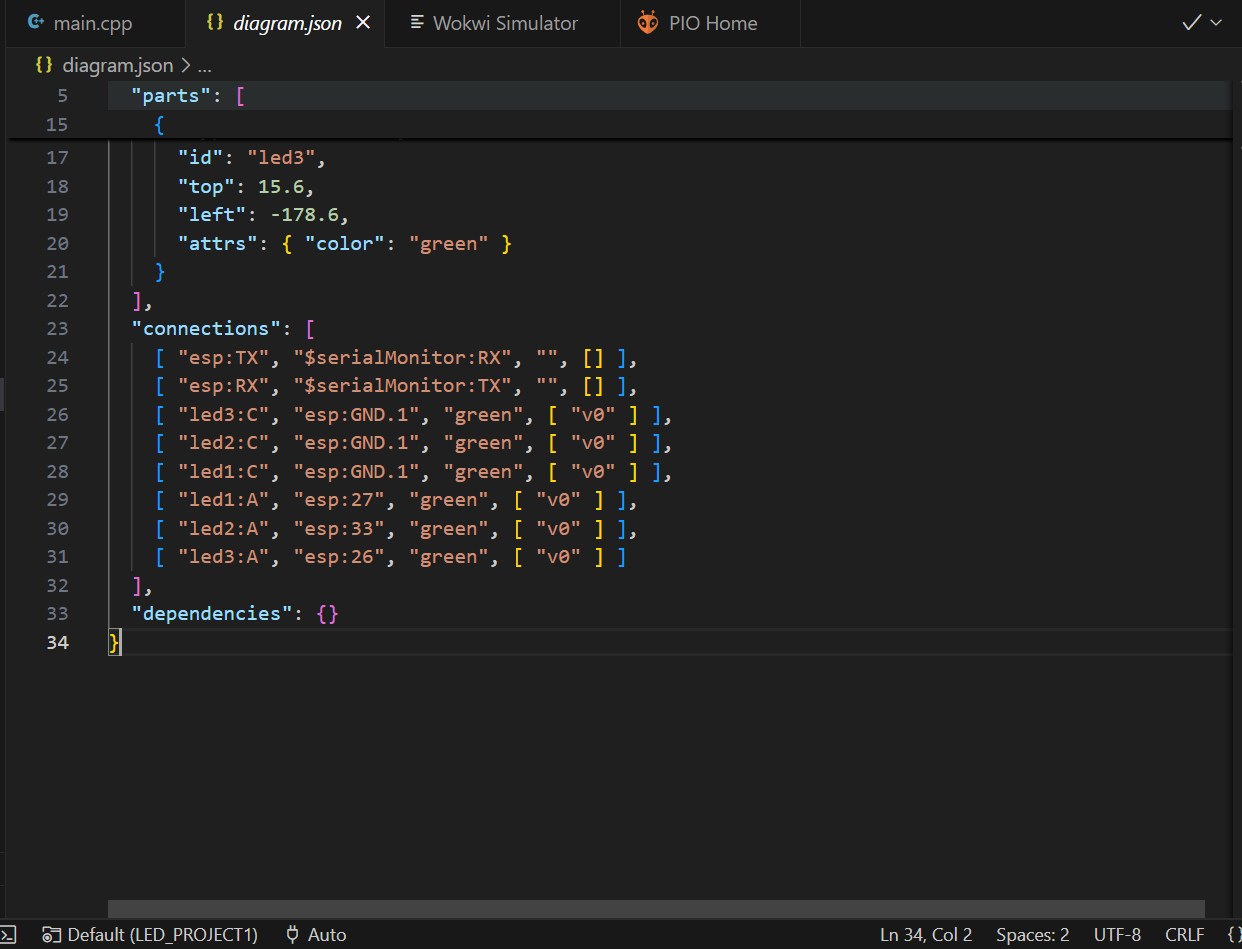 main.cpp
{} diagram.json
Wokwi Simulator
PIO Home
{} diagram.json > ...
5 "parts": [
15 {
17 "id": "led3",
18 "top": 15.6,
19 "left": -178.6,
20 "attrs": { "color": "green" }
21 }
22 ],
23 "connections": [
24 [ "esp:TX", "$serialMonitor:RX", "", [] ],
25 [ "esp:RX", "$serialMonitor:TX", "", [] ],
26 [ "led3:C", "esp:GND.1", "green", [ "v0" ] ],
27 [ "led2:C", "esp:GND.1", "green", [ "v0" ] ],
28 [ "led1:C", "esp:GND.1", "green", [ "v0" ] ],
29 [ "led1:A", "esp:27", "green", [ "v0" ] ],
30 [ "led2:A", "esp:33", "green", [ "v0" ] ],
31 [ "led3:A", "esp:26", "green", [ "v0" ] ]
32 ],
33 "dependencies": {}
34 }
Default (LED_PROJECT1)
Auto
Ln 34, Col 2
Spaces: 2
UTF-8
CRLF
{}